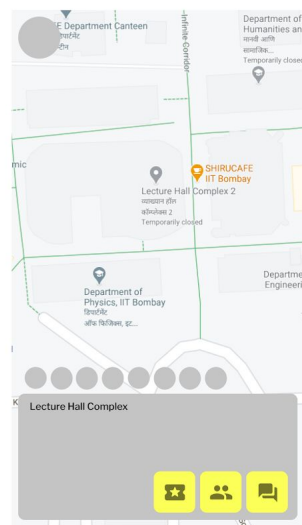 E Department Canteen
डिपार्टमेंट
टीन
Infinite Corridor
Department of
Humanities an
मानवी आणि
सामाजिक...
Temporarily closed
mic
SHIRUCAFE
IIT Bombay
Lecture Hall Complex 2
व्याख्यान हॉल
कॉम्प्लेक्स 2
Temporarily closed
Department of
Physics, IIT Bombay
डिपार्टमेंट
ऑफ फिजिक्स, इट...
Departme
Engineeri
K
Lecture Hall Complex